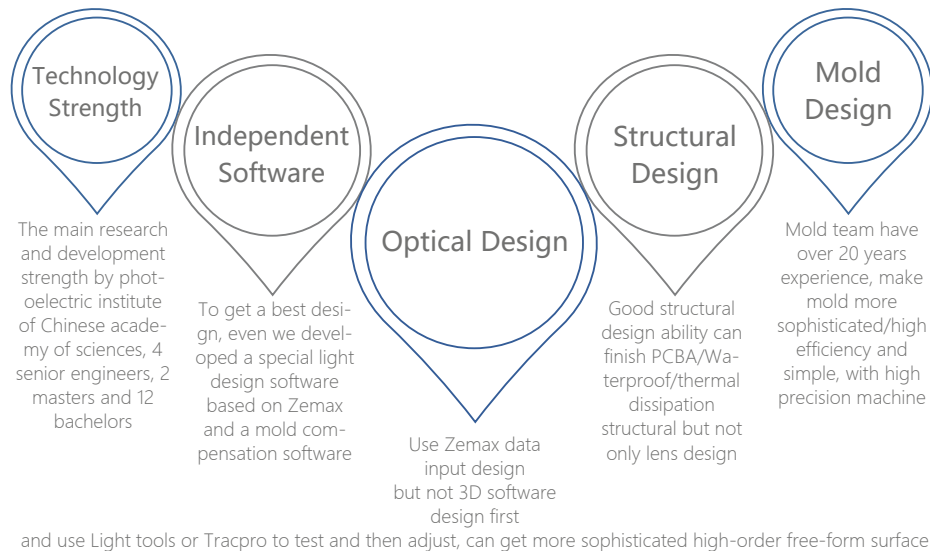 Technology
Strength
The main research
and development
strength by phot-
oelectric institute
of Chinese acade-
my of sciences, 4
senior engineers, 2
masters and 12
bachelors
Independent
Software
To get a best desi-
gn, even we devel-
oped a special light
design software
based on Zemax
and a mold com-
pensation software
Optical Design
Use Zemax data
input design
but not 3D software
design first
and use Light tools or Tracpro to test and then adjust, can get more sophisticated high-order free-form surface
Structural
Design
Good structural
design ability can
finish PCBA/Wa-
terproof/thermal
dissipation
structural but not
only lens design
Mold
Design
Mold team have
over 20 years
experience, make
mold more
sophisticated/high
efficiency and
simple, with high
precision machine